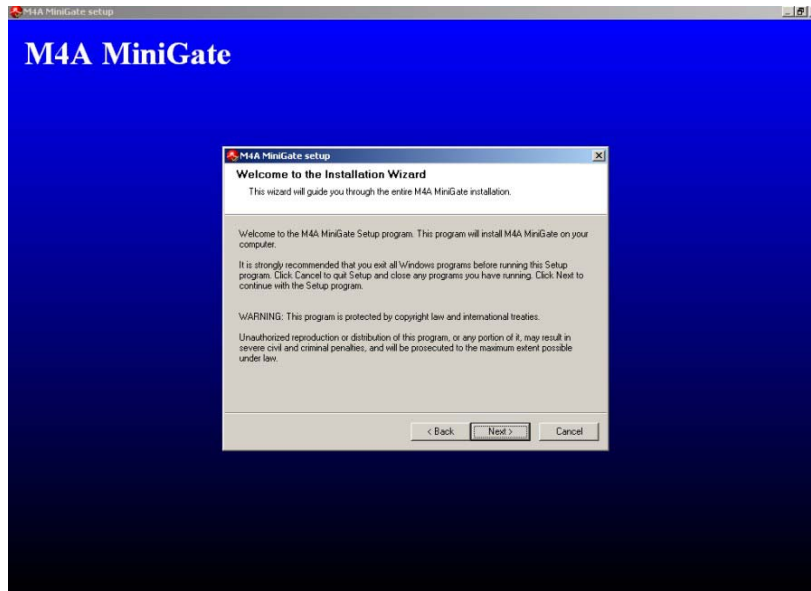 M4A MiniGate setup
M4A MiniGate
M4A MiniGate setup
Welcome to the Installation Wizard
This wizard will guide you through the entire M4A MiniGate installation.
Welcome to the M4A MiniGate Setup program. This program will install M4A MiniGate on your
computer.
It is strongly recommended that you exit all Windows programs before running this Setup
program. Click Cancel to quit Setup and close any programs you have running. Click Next to
continue with the Setup program.
WARNING: This program is protected by copyright law and international treaties.
Unauthorized reproduction or distribution of this program, or any portion of it, may result in
severe civil and criminal penalties, and will be prosecuted to the maximum extent possible
under law.
< Back Next > Cancel